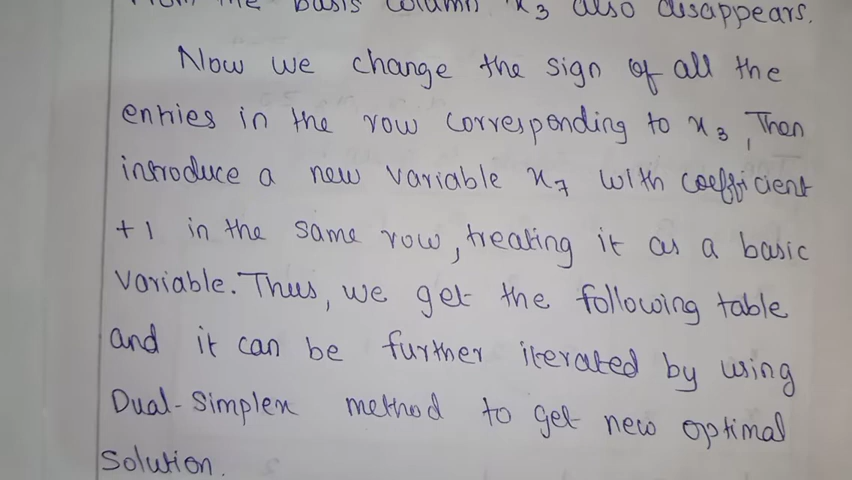 From the basis column x₃ also disappears.
Now we change the sign of all the
entries in the row corresponding to x₃, Then
introduce a new variable x₇ with coefficient
+1 in the same row, treating it as a basic
Variable. Thus, we get the following table
and it can be further iterated by using
Dual-Simplex method to get new optimal
Solution.